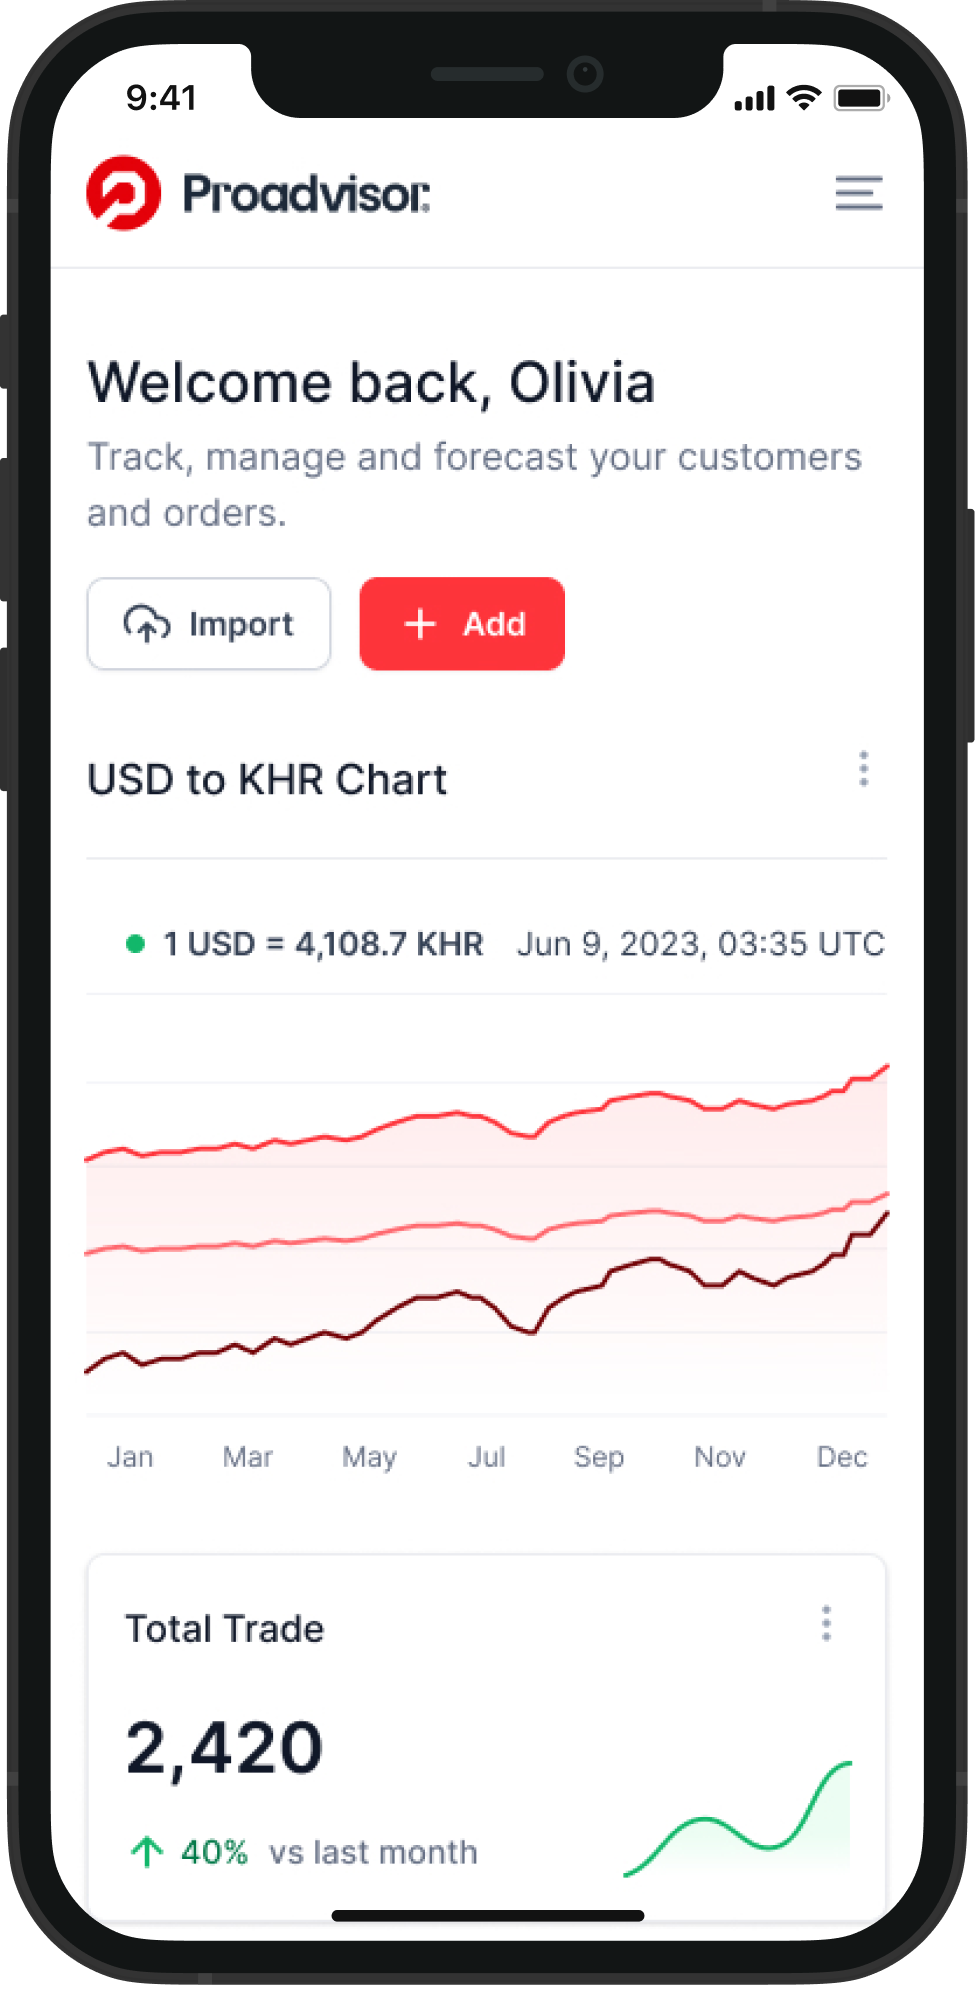 9:41
Proadvisor:
Welcome back, Olivia
Track, manage and forecast your customers
and orders.
Import
+ Add
USD to KHR Chart
1 USD = 4,108.7 KHR Jun 9, 2023, 03:35 UTC
Jan Mar May Jul Sep Nov Dec
Total Trade
2,420
40% vs last month